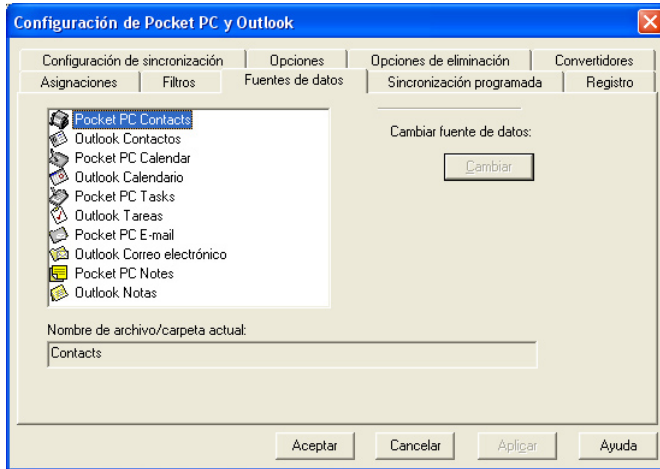 Configuración de Pocket PC y Outlook
Configuración de sincronización
Opciones
Opciones de eliminación
Convertidores
Asignaciones
Filtros
Fuentes de datos
Sincronización programada
Registro
Pocket PC Contacts
Outlook Contactos
Pocket PC Calendar
Outlook Calendario
Pocket PC Tasks
Outlook Tareas
Pocket PC E-mail
Outlook Correo electrónico
Pocket PC Notes
Outlook Notas
Cambiar fuente de datos:
Cambiar
Nombre de archivo/carpeta actual:
Contacts
Aceptar
Cancelar
Aplicar
Ayuda